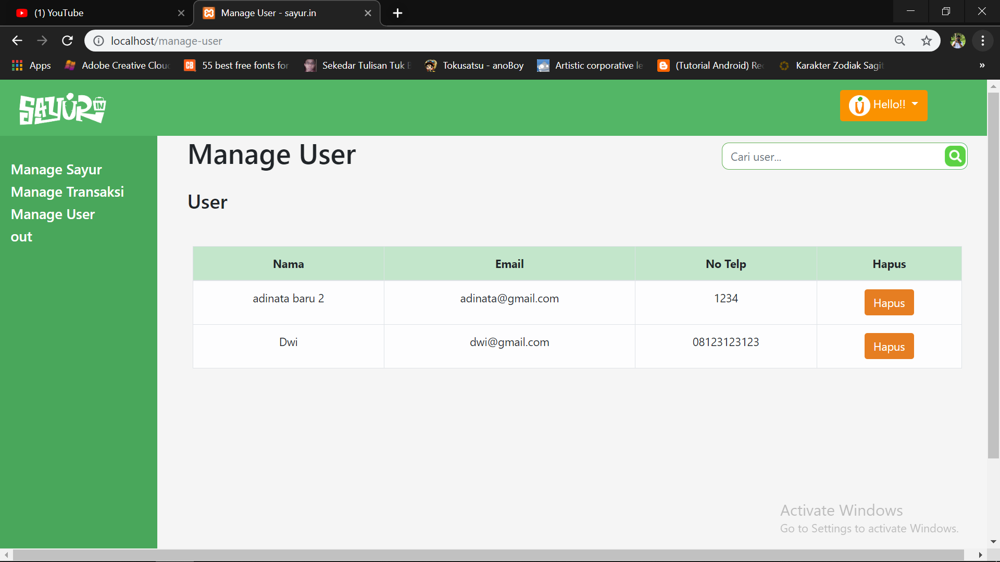 (1) YouTube
Manage User - sayur.in
localhost/manage-user
Apps
Adobe Creative Clou
55 best free fonts for
Sekedar Tulisan Tuk B
Tokusatsu - anoBoy
Artistic corporative le
(Tutorial Android) Rec
Karakter Zodiak Sagit
»
SAYUR IN
Hello!!
Manage Sayur
Manage Transaksi
Manage User
out
Manage User
Cari user...
User
Nama Email No Telp Hapus
adinata baru 2 adinata@gmail.com 1234 Hapus
Dwi dwi@gmail.com 08123123123 Hapus
Activate Windows
Go to Settings to activate Windows.